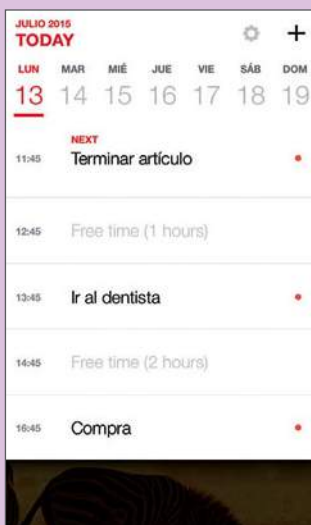 JULIO 2015
TODAY
LUN MAR MIÉ JUE VIE SÁB DOM
13 14 15 16 17 18 19
NEXT
11:45 Terminar artículo
12:45 Free time (1 hours)
13:45 Ir al dentista
14:45 Free time (2 hours)
16:45 Compra